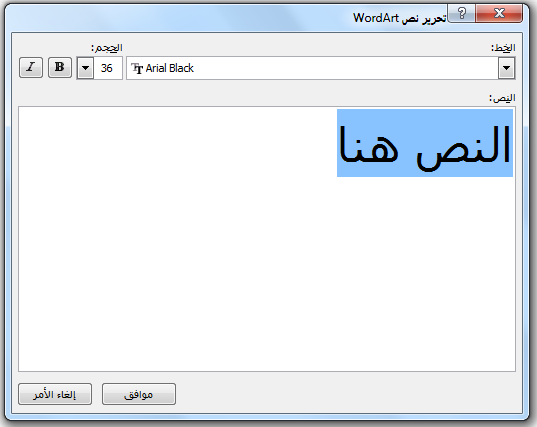 تحرير نص WordArt
الخط:
الحجم:
Arial Black
36
B
I
النص:
النص هنا
موافق
إلغاء الأمر